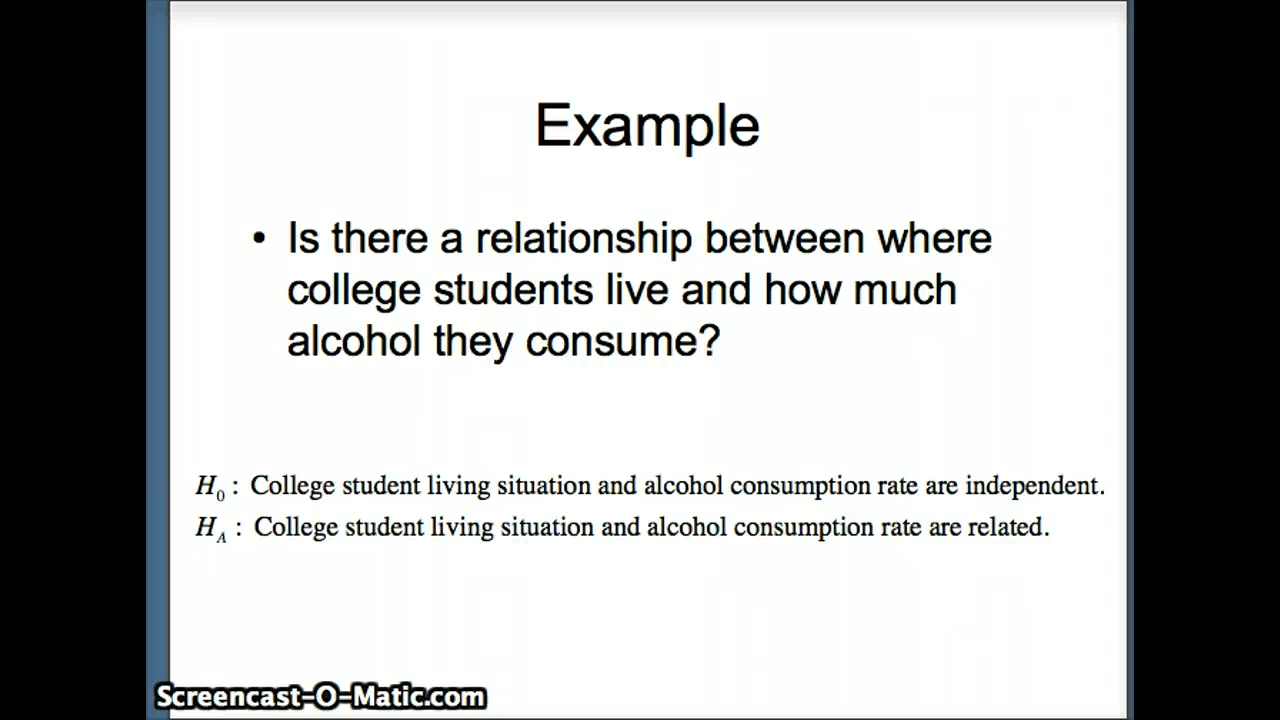 Example
• Is there a relationship between where
college students live and how much
alcohol they consume?
H₀ : College student living situation and alcohol consumption rate are independent.
H_A : College student living situation and alcohol consumption rate are related.
Screencast-O-Matic.com